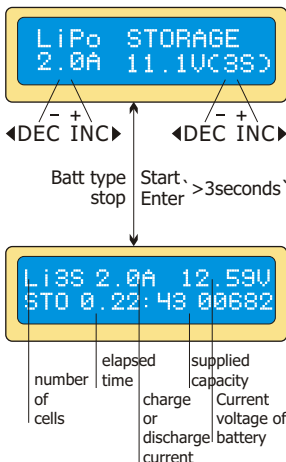 LiPo STORAGE
2.0A 11.1V(3S)
- +
- +
◀DEC INC▶
◀DEC INC▶
Batt type
stop
Start、
Enter
>3seconds`
Li3S 2.0A 12.59V
STO 0.22:43 00682
number
of
cells
elapsed
time
charge
or
discharge
current
supplied
capacity
Current
voltage of
battery